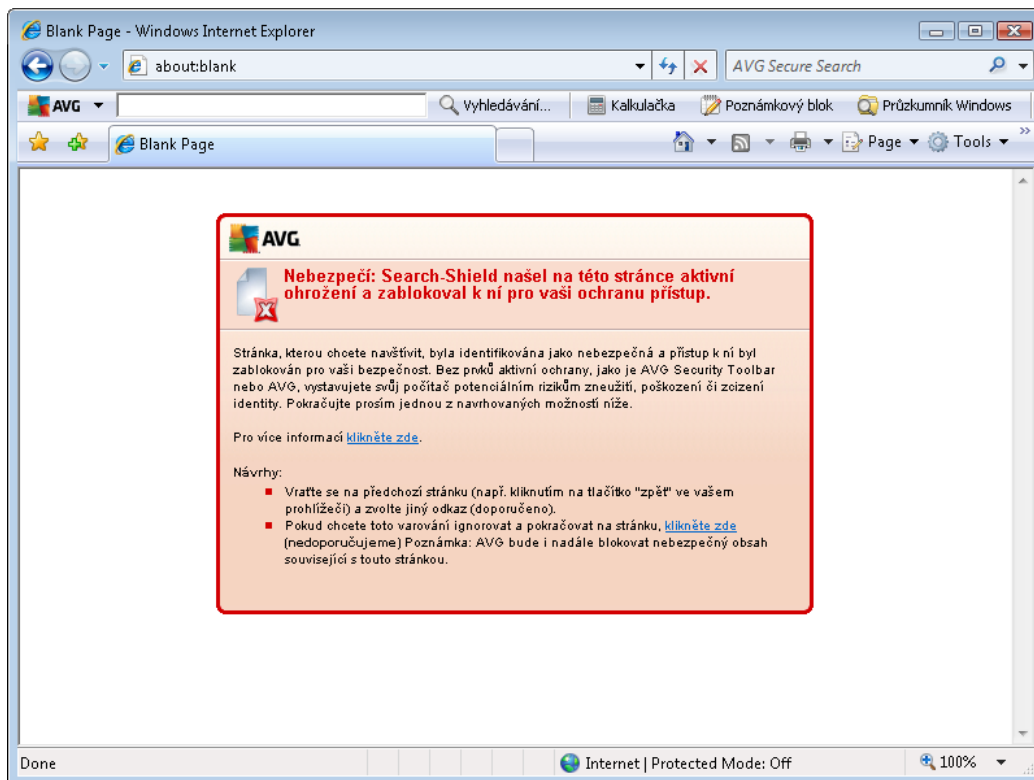 Blank Page - Windows Internet Explorer
about:blank
AVG Secure Search
AVG
Vyhledávání...
Kalkulačka
Poznámkový blok
Průzkumník Windows
Blank Page
Page
Tools
AVG
Nebezpečí: Search-Shield našel na této stránce aktivní
ohrožení a zablokoval k ní pro vaši ochranu přístup.
Stránka, kterou chcete navštívit, byla identifikována jako nebezpečná a přístup k ní byl
zablokován pro vaši bezpečnost. Bez prvků aktivní ochrany, jako je AVG Security Toolbar
nebo AVG, vystavujete svůj počítač potenciálním rizikům zneužití, poškození či zcizení
identity. Pokračujte prosím jednou z navrhovaných možností níže.
Pro více informací klikněte zde.
Návrhy:
Vraťte se na předchozí stránku (např. kliknutím na tlačítko "zpět" ve vašem
prohlížeči) a zvolte jiný odkaz (doporučeno).
Pokud chcete toto varování ignorovat a pokračovat na stránku, klikněte zde
(nedoporučujeme) Poznámka: AVG bude i nadále blokovat nebezpečný obsah
související s touto stránkou.
Done
Internet | Protected Mode: Off
100%